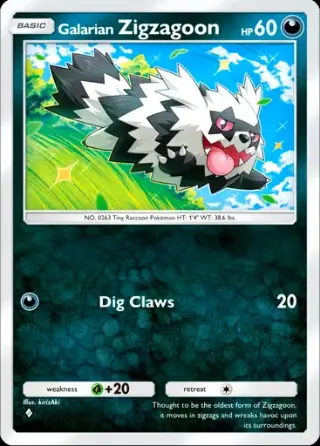 BASIC
Galarian Zigzagoon HP 60
NO. 0263 Tiny Raccoon Pokémon HT: 1'4" WT: 38.6 lbs.
Dig Claws 20
weakness +20 retreat
Illus. kirisAki
Thought to be the oldest form of Zigzagoon,
it moves in zigzags and wreaks havoc upon
its surroundings.